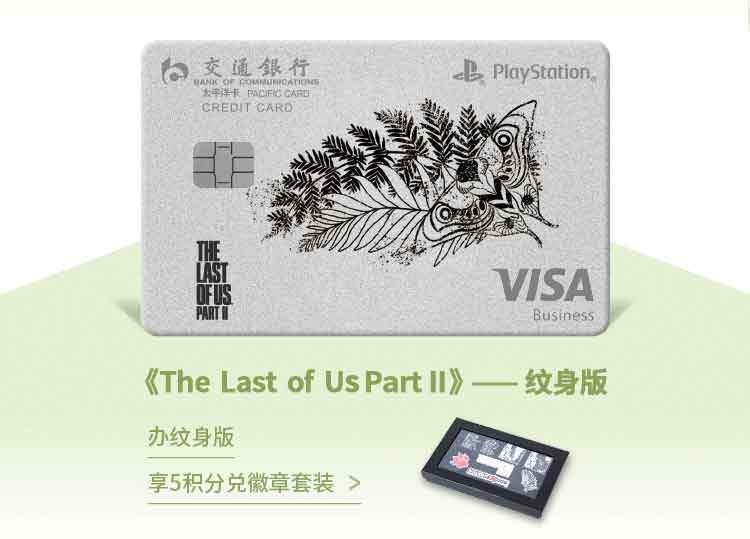 交通銀行
BANK OF COMMUNICATIONS
太平洋卡 PACIFIC CARD
CREDIT CARD
PlayStation®
THE
LAST
OF US
PART II
VISA
Business
《The Last of Us Part II》—— 纹身版
办纹身版
享5积分兑徽章套装 >